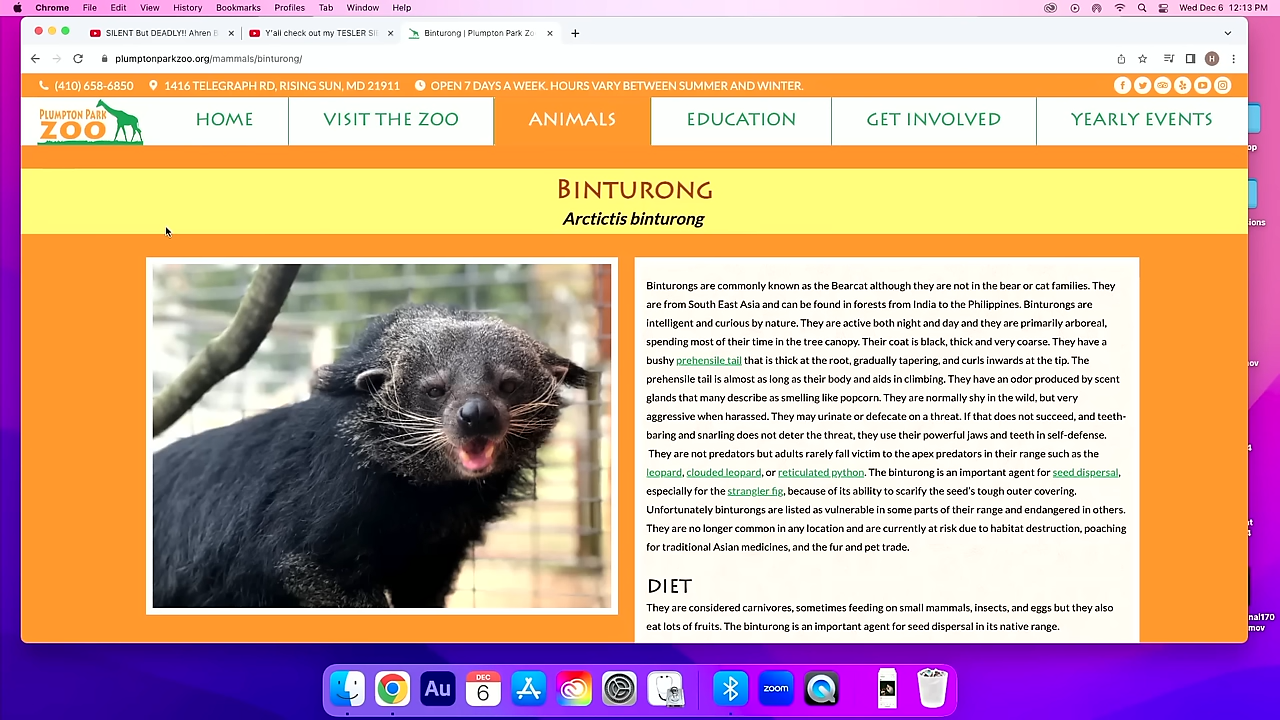 Chrome File Edit View History Bookmarks Profiles Tab Window Help Wed Dec 6 12:13 PM
SILENT But DEADLY!! Ahren B Y'all check out my TESLER Binturong | Plumpton Park Zo
plumptonparkzoo.org/mammals/binturong/ H
(410) 658-6850 1416 TELEGRAPH RD, RISING SUN, MD 21911 OPEN 7 DAYS A WEEK. HOURS VARY BETWEEN SUMMER AND WINTER.
PLUMPTON PARK
ZOO
HOME VISIT THE ZOO ANIMALS EDUCATION GET INVOLVED YEARLY EVENTS
BINTURONG
Arctictis binturong
Binturongs are commonly known as the Bearcat although they are not in the bear or cat families. They
are from South East Asia and can be found in forests from India to the Philippines. Binturongs are
intelligent and curious by nature. They are active both night and day and they are primarily arboreal,
spending most of their time in the tree canopy. Their coat is black, thick and very coarse. They have a
bushy prehensile tail that is thick at the root, gradually tapering, and curls inwards at the tip. The
prehensile tail is almost as long as their body and aids in climbing. They have an odor produced by scent
glands that many describe as smelling like popcorn. They are normally shy in the wild, but very
aggressive when harassed. They may urinate or defecate on a threat. If that does not succeed, and teeth-
baring and snarling does not deter the threat, they use their powerful jaws and teeth in self-defense.
They are not predators but adults rarely fall victim to the apex predators in their range such as the
leopard, clouded leopard, or reticulated python. The binturong is an important agent for seed dispersal,
especially for the strangler fig, because of its ability to scarify the seed's tough outer covering.
Unfortunately binturongs are listed as vulnerable in some parts of their range and endangered in others.
They are no longer common in any location and are currently at risk due to habitat destruction, poaching
for traditional Asian medicines, and the fur and pet trade.
DIET
They are considered carnivores, sometimes feeding on small mammals, insects, and eggs but they also
eat lots of fruits. The binturong is an important agent for seed dispersal in its native range.
op
ions
ov
4
nt
4
nal170
mov
Au
DEC
6
zoom